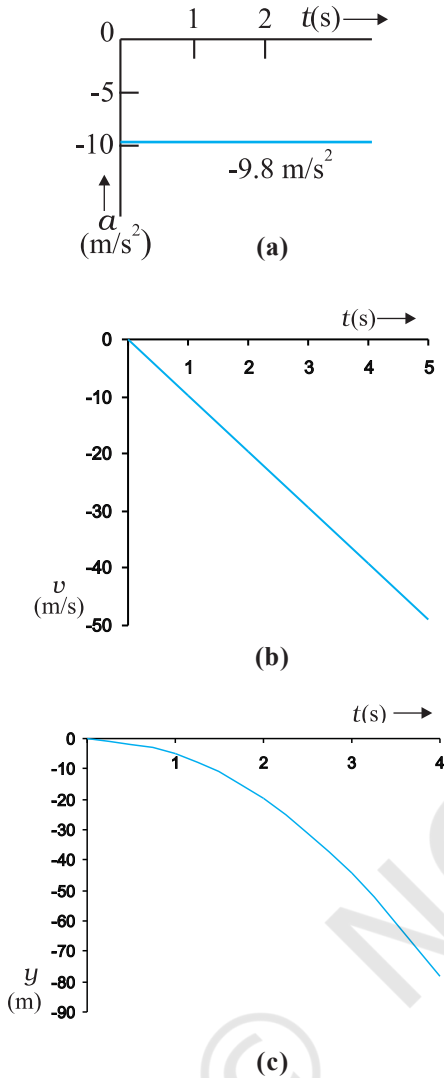 0 1 2 t(s)
-5
-10
-9.8 m/s²
a
(m/s²)
(a)
t(s)
0 1 2 3 4 5
-10
-20
-30
-40
v
(m/s)
-50
(b)
t(s)
0 1 2 3 4
-10
-20
-30
-40
-50
-60
-70
y
-80
(m)
-90
© N
(c)